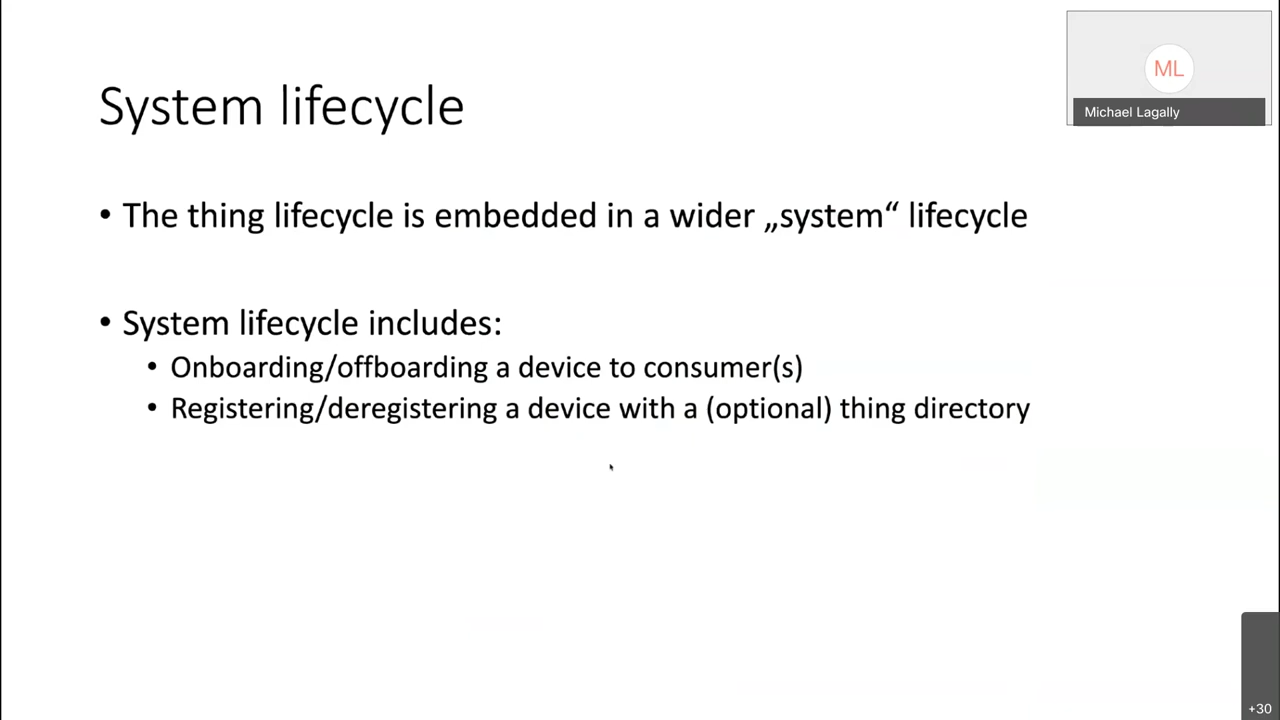 System lifecycle
ML
Michael Lagally
• The thing lifecycle is embedded in a wider „system“ lifecycle
• System lifecycle includes:
• Onboarding/offboarding a device to consumer(s)
• Registering/deregistering a device with a (optional) thing directory
+30